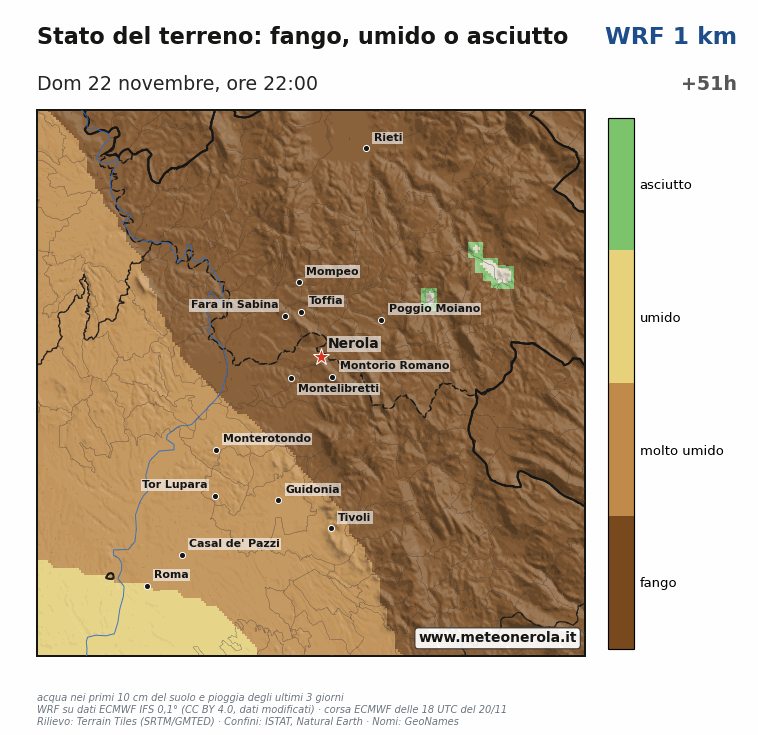 Stato del terreno: fango, umido o asciutto
WRF 1 km
Dom 22 novembre, ore 22:00
+51h
Rieti
asciutto
Mompeo
Toffia
Fara in Sabina
Poggio Moiano
umido
Nerola
Montorio Romano
Montelibretti
Monterotondo
molto umido
Tor Lupara
Guidonia
Tivoli
Casal de' Pazzi
Roma
fango
www.meteonerola.it
acqua nei primi 10 cm del suolo e pioggia degli ultimi 3 giorni
WRF su dati ECMWF IFS 0,1° (CC BY 4.0, dati modificati) · corsa ECMWF delle 18 UTC del 20/11
Rilievo: Terrain Tiles (SRTM/GMTED) · Confini: ISTAT, Natural Earth · Nomi: GeoNames